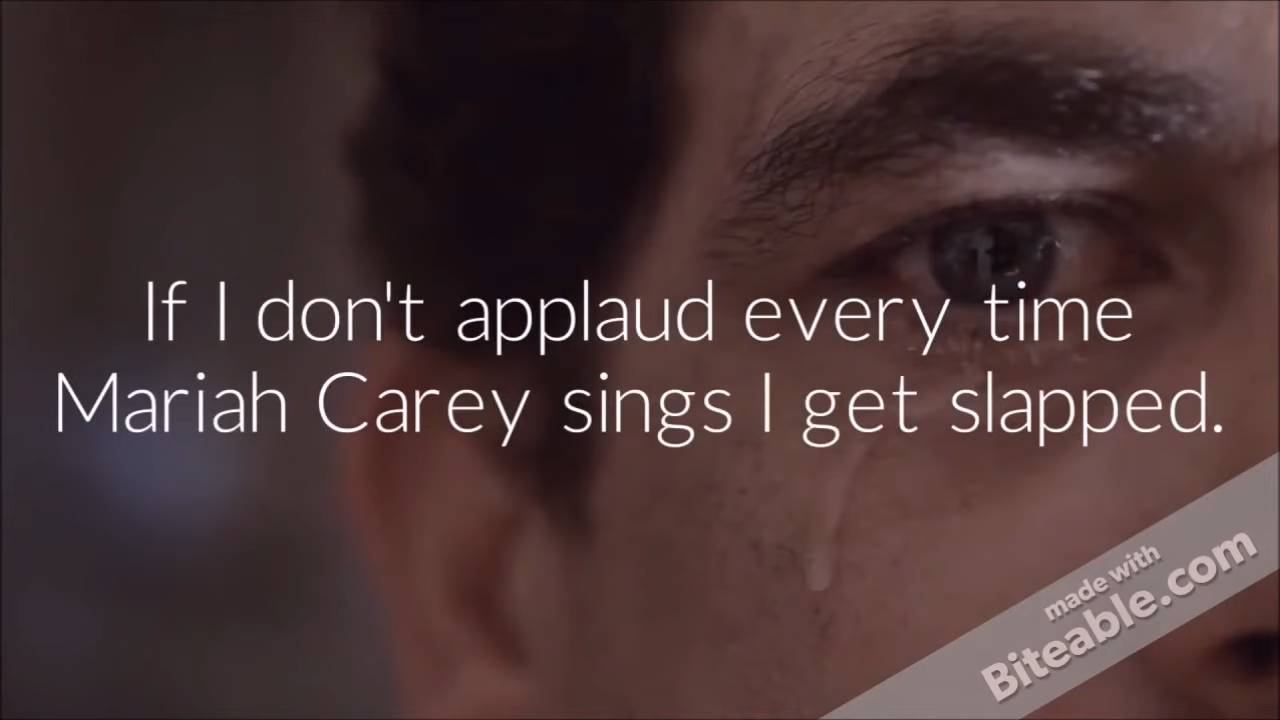 If I don't applaud every time
Mariah Carey sings I get slapped.
made with
Biteable.com